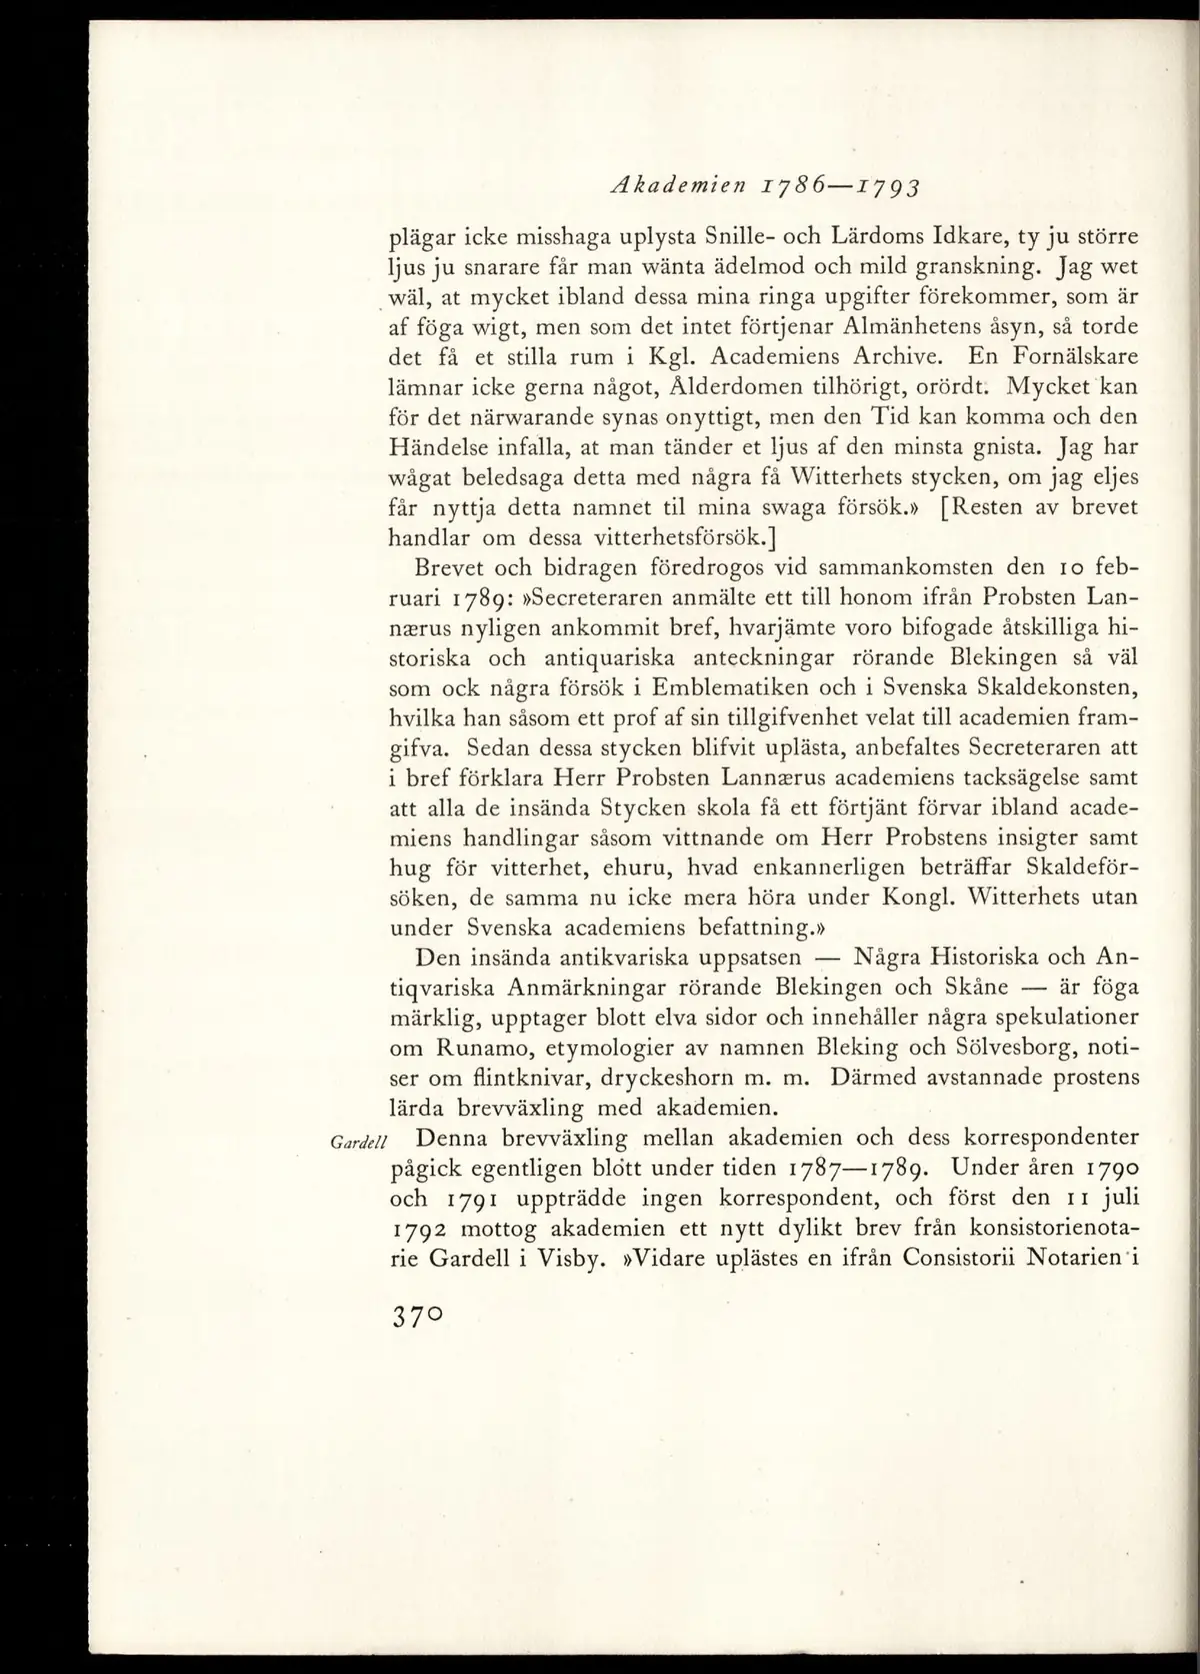 Akademien 1786—1793
plägar icke misshaga uplysta Snille- och Lärdoms Idkare, ty ju större
ljus ju snarare får man wänta ädelmod och mild granskning. Jag wet
wäl, at mycket ibland dessa mina ringa upgifter förekommer, som är
af föga wigt, men som det intet förtjenar Almänhetens åsyn, så torde
det få et stilla rum i Kgl. Academiens Archive. En Fornälskare
lämnar icke gerna något, Ålderdomen tilhörigt, orördt. Mycket kan
för det närwarande synas onyttigt, men den Tid kan komma och den
Händelse infalla, at man tänder et ljus af den minsta gnista. Jag har
wågat beledsaga detta med några få Witterhets stycken, om jag eljes
får nyttja detta namnet til mina swaga försök.» [Resten av brevet
handlar om dessa vitterhetsförsök.]
Brevet och bidragen föredrogos vid sammankomsten den 10 feb-
ruari 1789: »Secreteraren anmälte ett till honom ifrån Probsten Lan-
nærus nyligen ankommit bref, hvarjämte voro bifogade åtskilliga hi-
storiska och antiquariska anteckningar rörande Blekingen så väl
som ock några försök i Emblematiken och i Svenska Skaldekonsten,
hvilka han såsom ett prof af sin tillgifvenhet velat till academien fram-
gifva. Sedan dessa stycken blifvit uplästa, anbefaltes Secreteraren att
i bref förklara Herr Probsten Lannærus academiens tacksägelse samt
att alla de insända Stycken skola få ett förtjänt förvar ibland acade-
miens handlingar såsom vittnande om Herr Probstens insigter samt
hug för vitterhet, ehuru, hvad enkannerligen beträffar Skaldeför-
söken, de samma nu icke mera höra under Kongl. Witterhets utan
under Svenska academiens befattning.»
Den insända antikvariska uppsatsen — Några Historiska och An-
tiqvariska Anmärkningar rörande Blekingen och Skåne — är föga
märklig, upptager blott elva sidor och innehåller några spekulationer
om Runamo, etymologier av namnen Bleking och Sölvesborg, noti-
ser om flintknivar, dryckeshorn m. m. Därmed avstannade prostens
lärda brevväxling med akademien.
Gardell Denna brevväxling mellan akademien och dess korrespondenter
pågick egentligen blott under tiden 1787—1789. Under åren 1790
och 1791 uppträdde ingen korrespondent, och först den 11 juli
1792 mottog akademien ett nytt dylikt brev från konsistorienota-
rie Gardell i Visby. »Vidare uplästes en ifrån Consistorii Notarien i
370